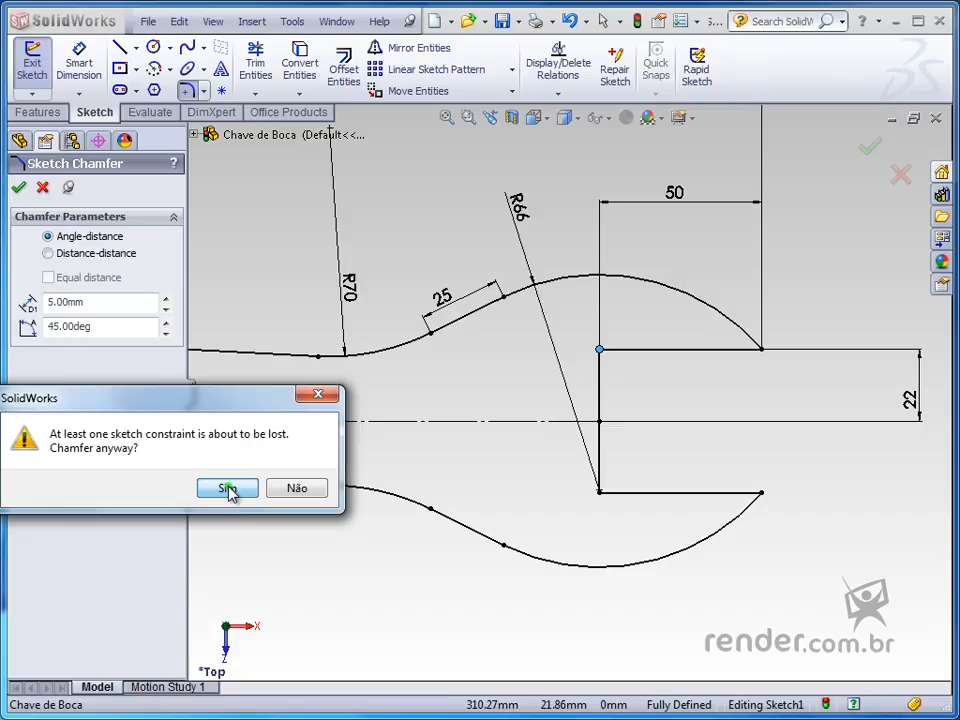 SolidWorks
File Edit View Insert Tools Window Help
S... Search SolidW
Exit Sketch
Smart Dimension
Trim Entities
Convert Entities
Offset Entities
Mirror Entities
Linear Sketch Pattern
Move Entities
Display/Delete Relations
Repair Sketch
Quick Snaps
Rapid Sketch
Features Sketch Evaluate DimXpert Office Products
Chave de Boca (Default<<...
Sketch Chamfer ?
Chamfer Parameters
Angle-distance
Distance-distance
Equal distance
D1 5.00mm
45.00deg
R70
25
R66
50
22
SolidWorks
At least one sketch constraint is about to be lost.
Chamfer anyway?
Sim Não
X
Z
*Top
render.com.br
Model Motion Study 1
Chave de Boca 310.27mm 21.86mm 0mm Fully Defined Editing Sketch1